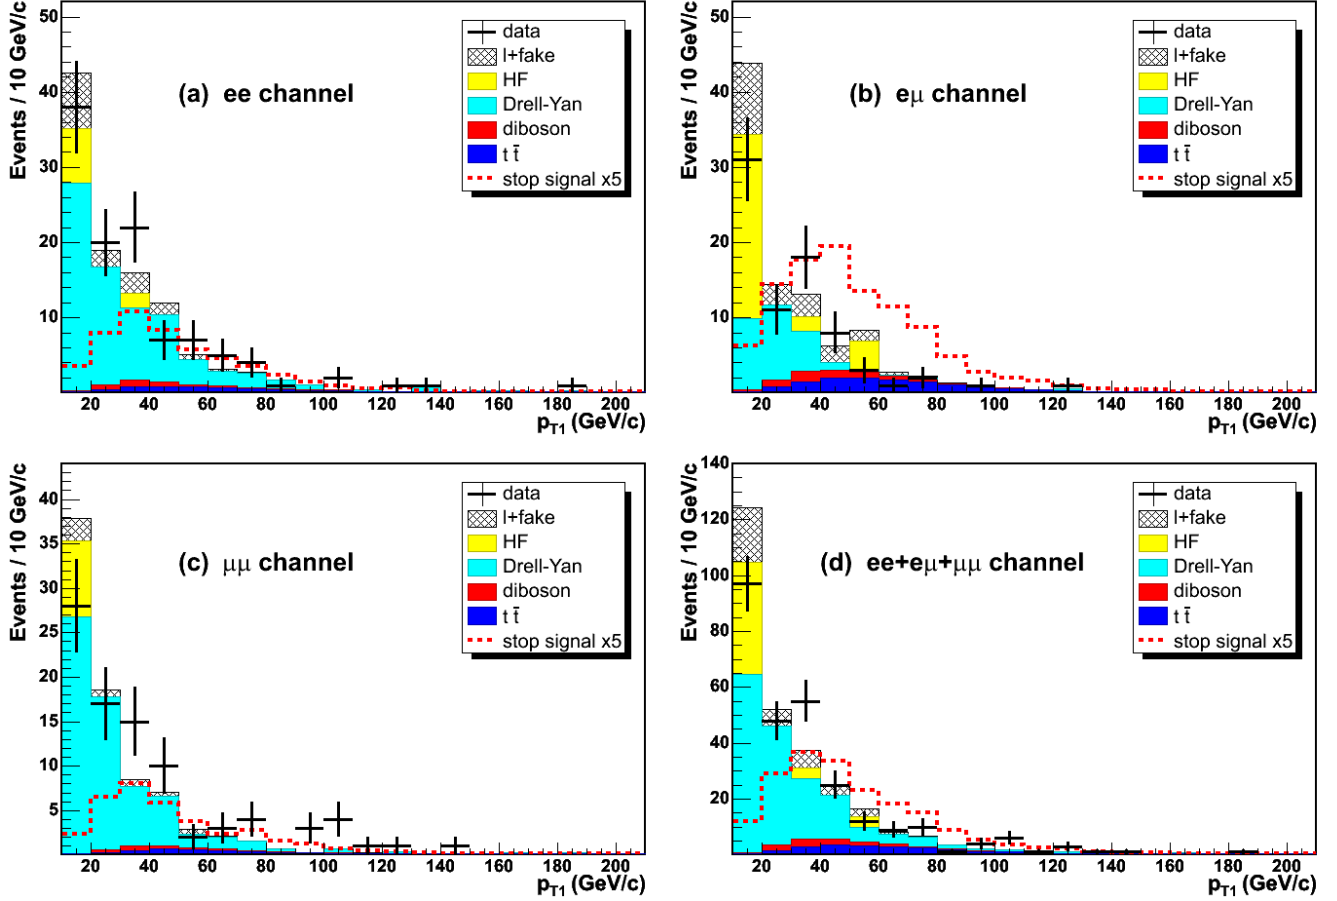 50
40
30
20
10
Events / 10 GeV/c
(a) ee channel
data
l+fake
HF
Drell-Yan
diboson
t t̄
stop signal x5
20 40 60 80 100 120 140 160 180 200
p_T1 (GeV/c)
50
40
30
20
10
Events / 10 GeV/c
(b) eμ channel
data
l+fake
HF
Drell-Yan
diboson
t t̄
stop signal x5
20 40 60 80 100 120 140 160 180 200
p_T1 (GeV/c)
40
35
30
25
20
15
10
5
Events / 10 GeV/c
(c) μμ channel
data
l+fake
HF
Drell-Yan
diboson
t t̄
stop signal x5
20 40 60 80 100 120 140 160 180 200
p_T1 (GeV/c)
140
120
100
80
60
40
20
Events / 10 GeV/c
(d) ee+eμ+μμ channel
data
l+fake
HF
Drell-Yan
diboson
t t̄
stop signal x5
20 40 60 80 100 120 140 160 180 200
p_T1 (GeV/c)